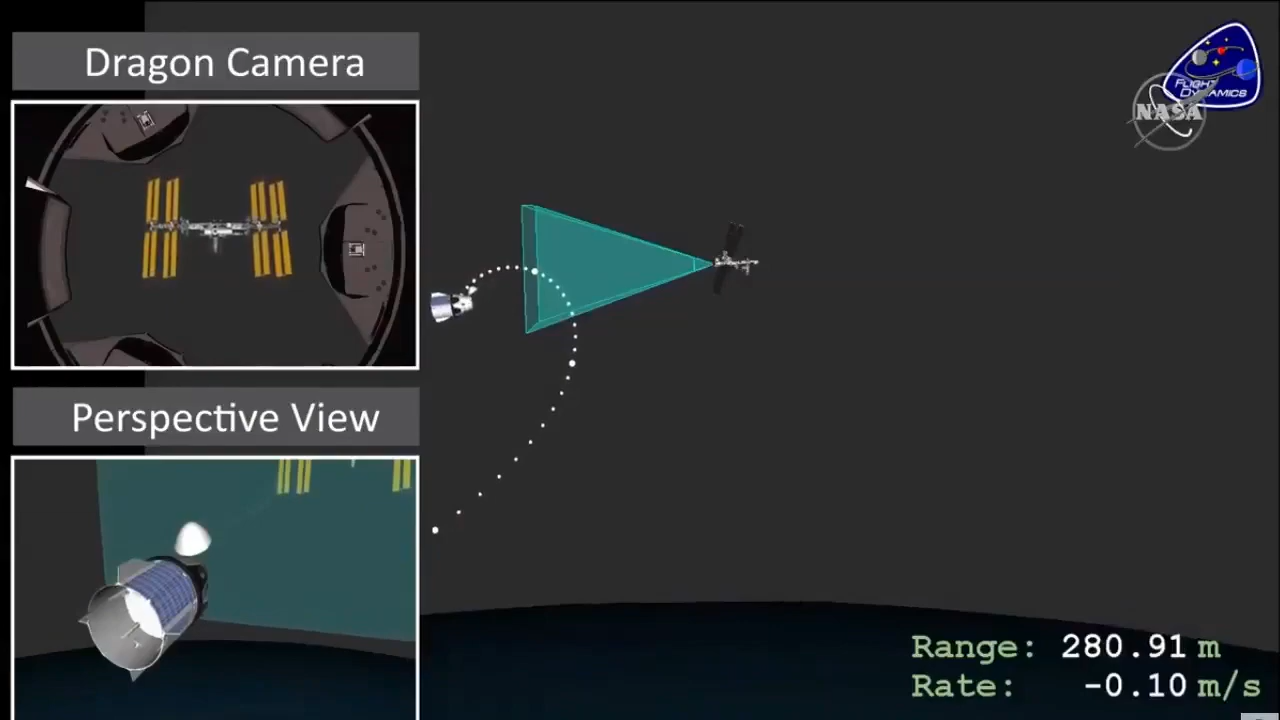 Dragon Camera
FLIGHT
DYNAMICS
NASA
Perspective View
Range: 280.91 m
Rate: -0.10 m/s